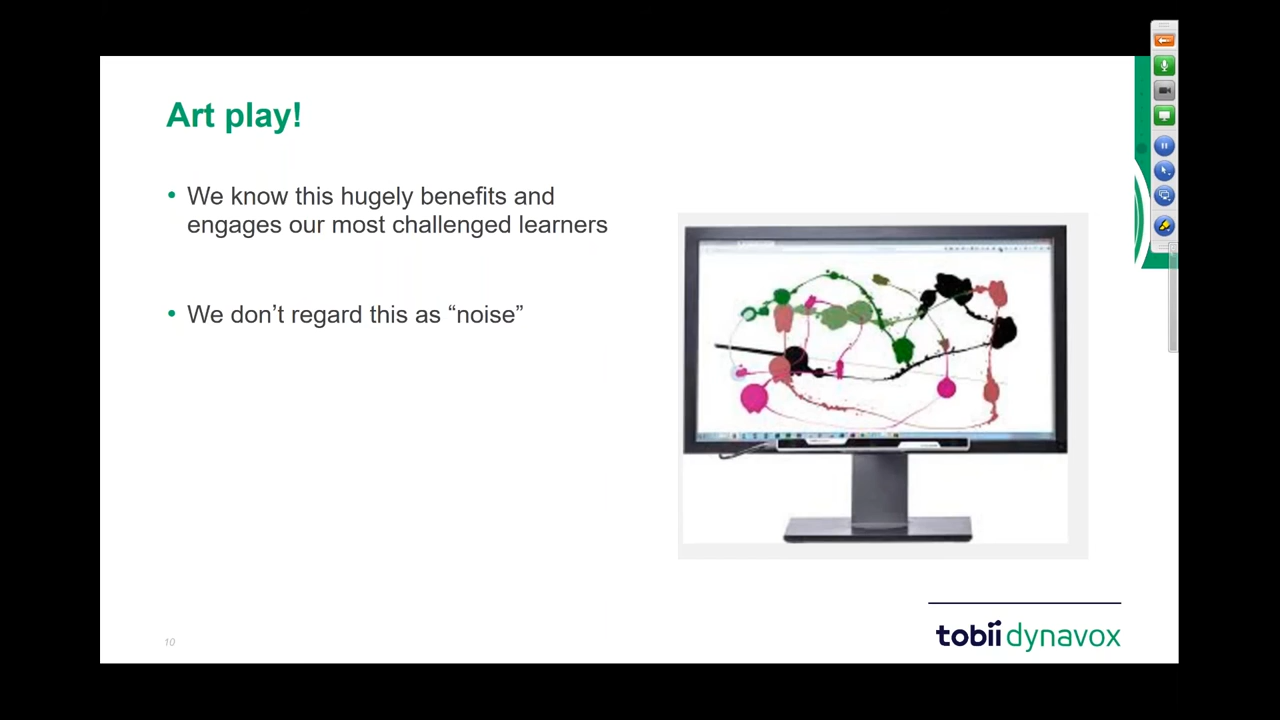 Art play!
• We know this hugely benefits and
engages our most challenged learners
• We don’t regard this as “noise”
10
tobii dynavox